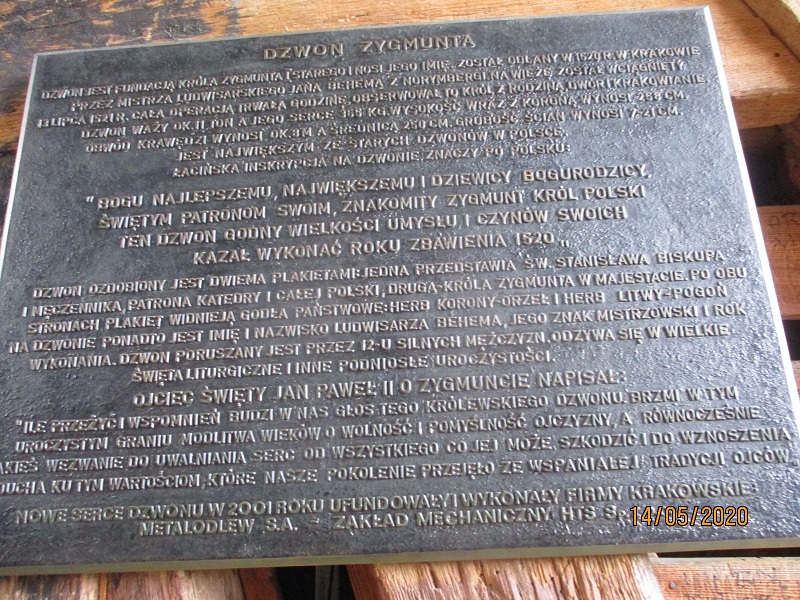 DZWON ZYGMUNTA
DZWON JEST FUNDACJĄ KRÓLA ZYGMUNTA I STAREGO I NOSI JEGO IMIĘ. ZOSTAŁ ODLANY W 1520 R. W KRAKOWIE
PRZEZ MISTRZA LUDWISARSKIEGO JANA BEHEMA Z NORYMBERGI. NA WIEŻĘ ZOSTAŁ WCIĄGNIĘTY
13 LIPCA 1521 R. CAŁĄ OPERACJĘ TRWAŁĄ GODZINĘ, OBSERWOWAŁ TO KRÓL Z RODZINĄ, DWÓR I KRAKOWIANIE.
DZWON WAŻY OK. 11 TON A JEGO SERCE KG. WYSOKOŚĆ WRAZ Z KORONĄ WYNOSI CM.
OBWÓD KRAWĘDZI WYNOSI OK. 8 M A ŚREDNICA 250 CM. GRUBOŚĆ ŚCIAN WYNOSI 7-21 CM.
JEST NAJWIĘKSZYM ZE STARYCH DZWONÓW W POLSCE.
ŁACIŃSKA INSKRYPCJA NA DZWONIE, ZNACZY PO POLSKU:
"BOGU NAJLEPSZEMU, NAJWIĘKSZEMU I DZIEWICY BOGURODZICY,
ŚWIĘTYM PATRONOM SWOIM, ZNAKOMITY ZYGMUNT KRÓL POLSKI
TEN DZWON GODNY WIELKOŚCI UMYSŁU I CZYNÓW SWOICH
KAZAŁ WYKONAĆ ROKU ZBAWIENIA 1520,,
DZWON OZDOBIONY JEST DWIEMA PLAKIETAMI: JEDNA PRZEDSTAWIA ŚW. STANISŁAWA BISKUPA
I MĘCZENNIKA, PATRONA KATEDRY I CAŁEJ POLSKI, DRUGA-KRÓLA ZYGMUNTA W MAJESTACIE. PO OBU
STRONACH PLAKIET WIDNIEJĄ GODŁA PAŃSTWOWE: HERB KORONY-ORZEŁ I HERB LITWY-POGOŃ
NA DZWONIE PONADTO JEST IMIĘ I NAZWISKO LUDWISARZA BEHEMA, JEGO ZNAK MISTRZOWSKI I ROK
WYKONANIA. DZWON PORUSZANY JEST PRZEZ 12-U SILNYCH MĘŻCZYZN. ODZYWA SIĘ W WIELKIE
ŚWIĘTA LITURGICZNE I INNE PODNIOSŁE UROCZYSTOŚCI.
OJCIEC ŚWIĘTY JAN PAWEŁ II O ZYGMUNCIE NAPISAŁ:
"ILE PRZEŻYĆ I WSPOMNIEŃ BUDZI W NAS GŁOS TEGO KRÓLEWSKIEGO DZWONU. BRZMI W TYM
UROCZYSTYM GRANIU MODLITWA WIEKÓW O WOLNOŚĆ I POMYŚLNOŚĆ OJCZYZNY, A RÓWNOCZEŚNIE
WEZWANIE DO UWALNIANIA SERC OD WSZYSTKIEGO CO JEJ MOŻE SZKODZIĆ I DO WZNOSZENIA
DUCHA KU TYM WARTOŚCIOM, KTÓRE NASZE POKOLENIE PRZEJĘŁO ZE WSPANIAŁEJ TRADYCJI OJCÓW
NOWE SERCE DZWONU W 2001 ROKU UFUNDOWAŁY I WYKONAŁY FIRMY KRAKOWSKIE:
METALODLEW S.A. - ZAKŁAD MECHANICZNY HTS
14/05/2020